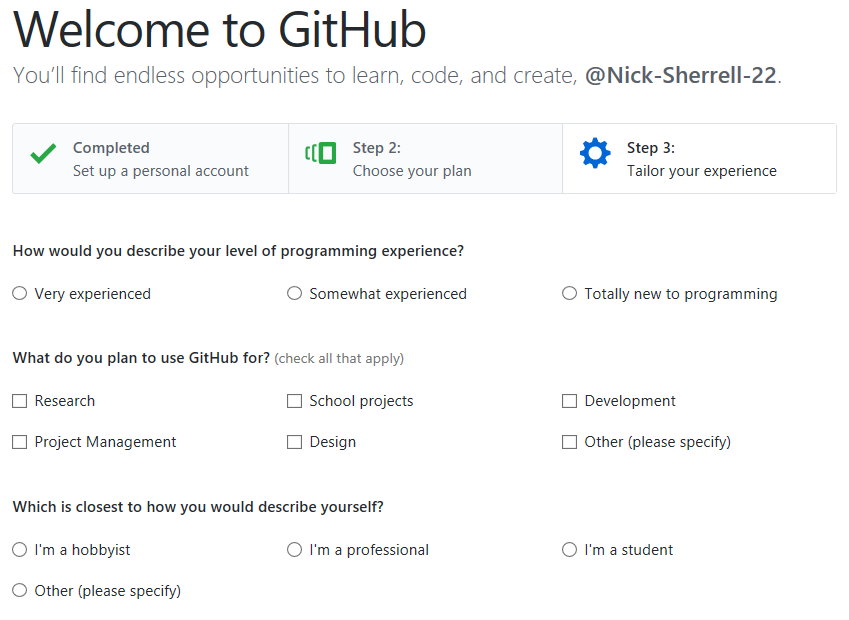 Welcome to GitHub
You'll find endless opportunities to learn, code, and create, @Nick-Sherrell-22.
Completed
Set up a personal account
Step 2:
Choose your plan
Step 3:
Tailor your experience
How would you describe your level of programming experience?
Very experienced
Somewhat experienced
Totally new to programming
What do you plan to use GitHub for? (check all that apply)
Research
School projects
Development
Project Management
Design
Other (please specify)
Which is closest to how you would describe yourself?
I'm a hobbyist
I'm a professional
I'm a student
Other (please specify)